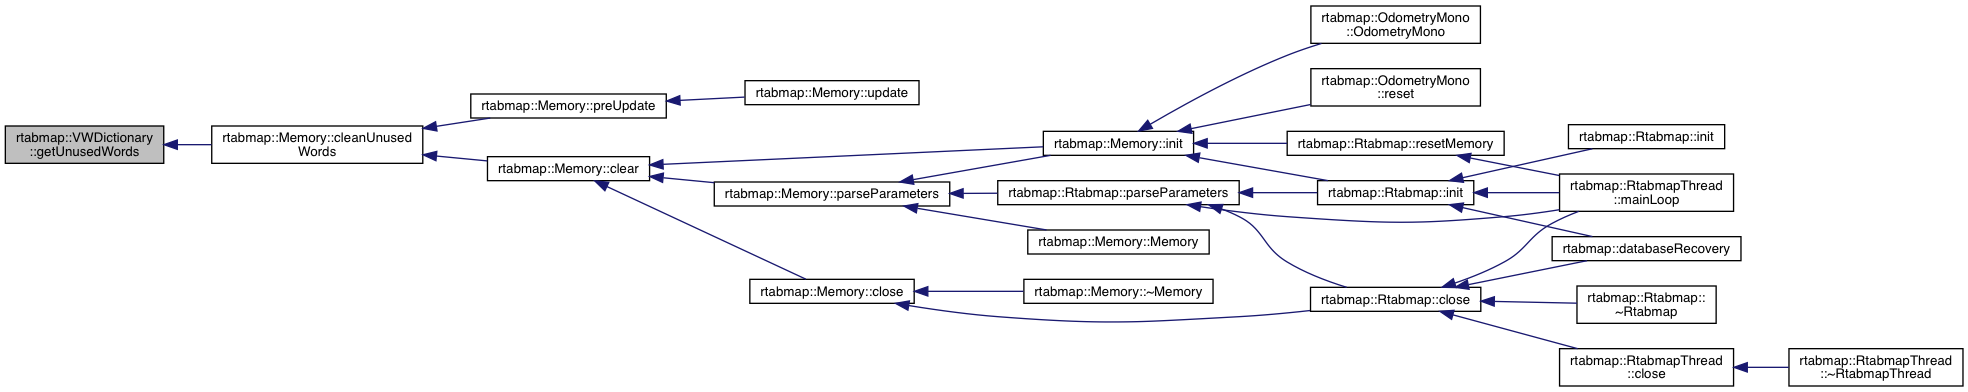 rtabmap::VWDictionary
::getUnusedWords
rtabmap::Memory::cleanUnused
Words
rtabmap::Memory::preUpdate
rtabmap::Memory::update
rtabmap::Memory::clear
rtabmap::Memory::parseParameters
rtabmap::Memory::close
rtabmap::Memory::init
rtabmap::Rtabmap::parseParameters
rtabmap::Memory::Memory
rtabmap::Memory::~Memory
rtabmap::OdometryMono
::OdometryMono
rtabmap::OdometryMono
::reset
rtabmap::Rtabmap::resetMemory
rtabmap::Rtabmap::init
rtabmap::Rtabmap::close
rtabmap::Rtabmap::init
rtabmap::RtabmapThread
::mainLoop
rtabmap::databaseRecovery
rtabmap::Rtabmap::
~Rtabmap
rtabmap::RtabmapThread
::close
rtabmap::RtabmapThread
::~RtabmapThread